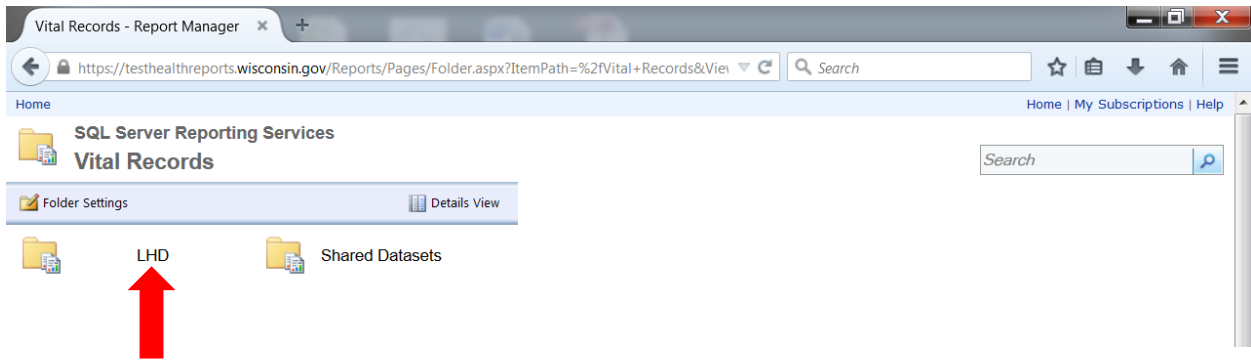 Vital Records - Report Manager
https://testhealthreports.wisconsin.gov/Reports/Pages/Folder.aspx?ItemPath=%2fVital+Records&Viev Search
Home Home | My Subscriptions | Help
SQL Server Reporting Services
Vital Records
Search
Folder Settings Details View
LHD Shared Datasets